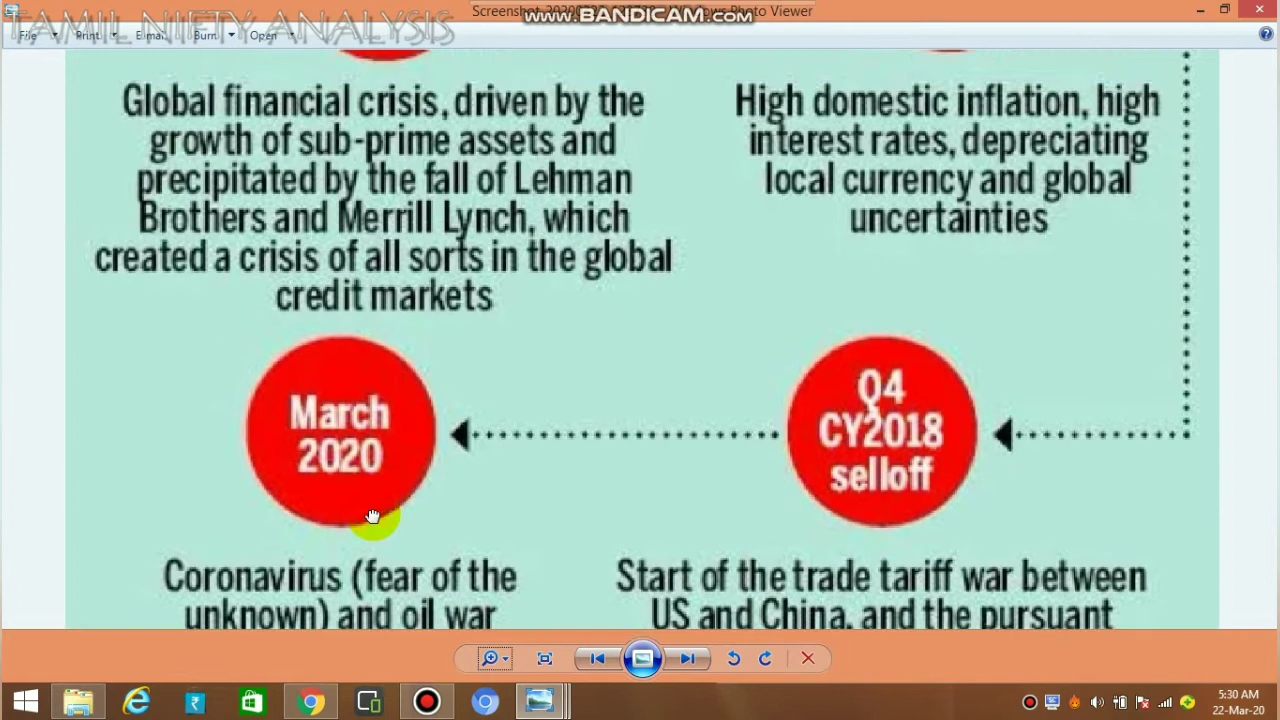 TAMIL NIFTY ANALYSIS
www.BANDICAM.com
Photo Viewer
File
Print
Burn
Open
Global financial crisis, driven by the
growth of sub-prime assets and
precipitated by the fall of Lehman
Brothers and Merrill Lynch, which
created a crisis of all sorts in the global
credit markets
High domestic inflation, high
interest rates, depreciating
local currency and global
uncertainties
March
2020
Q4
CY2018
selloff
Coronavirus (fear of the
unknown) and oil war
Start of the trade tariff war between
US and China, and the pursuant
5:30 AM
22-Mar-20